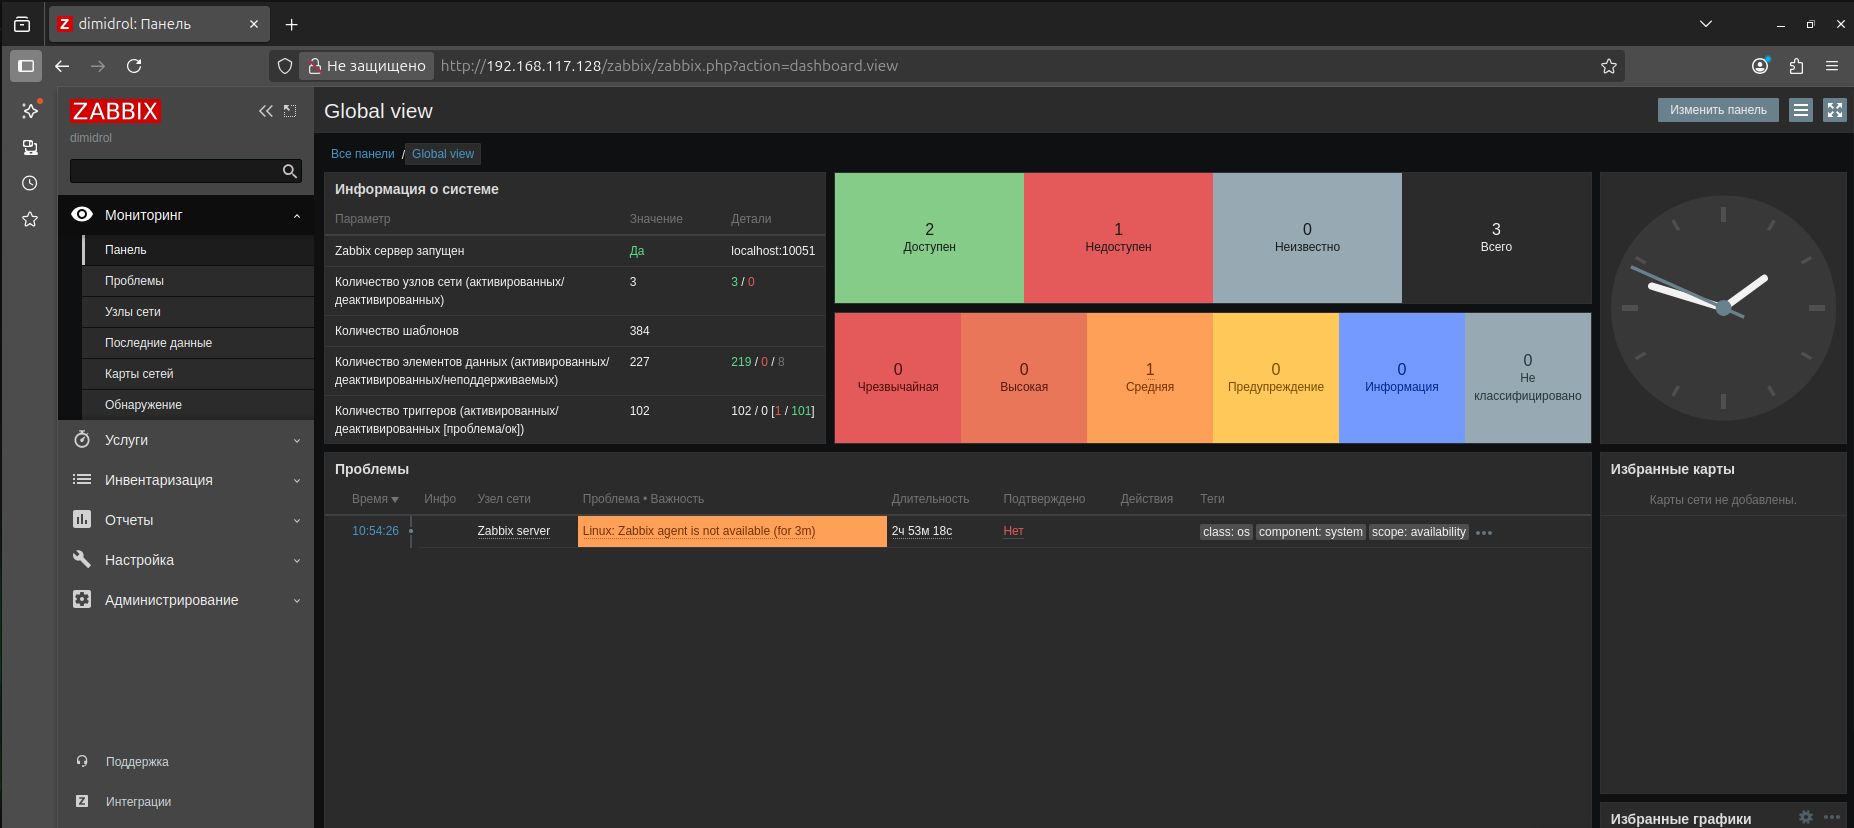 dimidrol: Панель
Не защищено
http://192.168.117.128/zabbix/zabbix.php?action=dashboard.view
ZABBIX
dimidrol
Мониторинг
Панель
Проблемы
Узлы сети
Последние данные
Карты сетей
Обнаружение
Услуги
Инвентаризация
Отчеты
Настройка
Администрирование
Поддержка
Интеграции
Global view
Изменить панель
Все панели / Global view
Информация о системе
Параметр Значение Детали
Zabbix сервер запущен Да localhost:10051
Количество узлов сети (активированных/
деактивированных) 3 3 / 0
Количество шаблонов 384
Количество элементов данных (активированных/
деактивированных/неподдерживаемых) 227 219 / 0 / 8
Количество триггеров (активированных/
деактивированных [проблема/ок]) 102 102 / 0 [1 / 101]
2
Доступен
1
Недоступен
0
Неизвестно
3
Всего
0
Чрезвычайная
0
Высокая
1
Средняя
0
Предупреждение
0
Информация
0
Не
классифицировано
Проблемы
Время Инфо Узел сети Проблема • Важность Длительность Подтверждено Действия Теги
10:54:26 Zabbix server Linux: Zabbix agent is not available (for 3m) 2ч 53м 18с Нет class: os component: system scope: availability
Избранные карты
Карты сети не добавлены.
Избранные графики